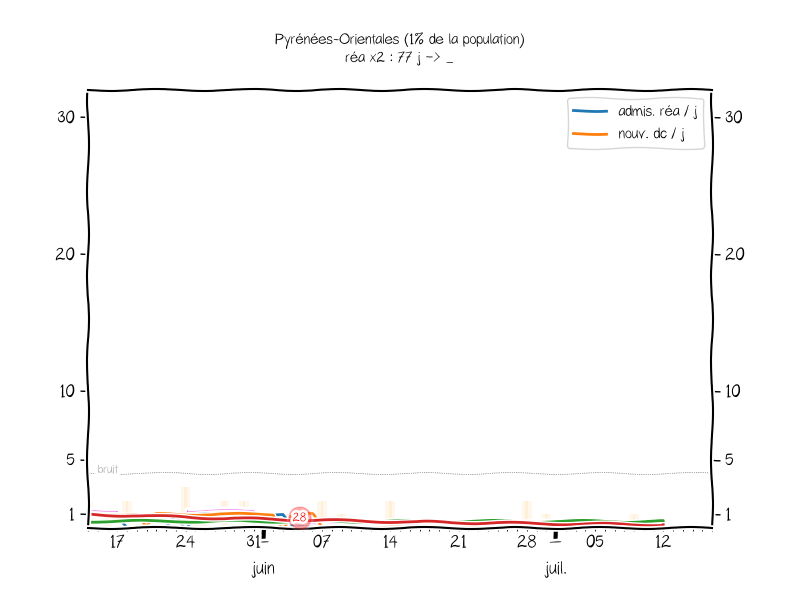 Pyrénées-Orientales (1% de la population)
réa x2 : 77 j -> _
admis. réa / j
nouv. dc / j
30
30
20
20
10
10
5
5
bruit
1
1
28
17
24
31
07
14
21
28
05
12
juin
juil.